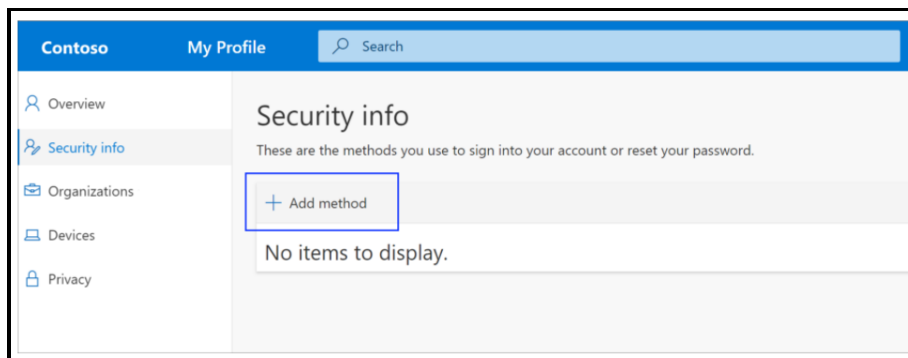 Contoso
My Profile
Search
Overview
Security info
Organizations
Devices
Privacy
Security info
These are the methods you use to sign into your account or reset your password.
Add method
No items to display.